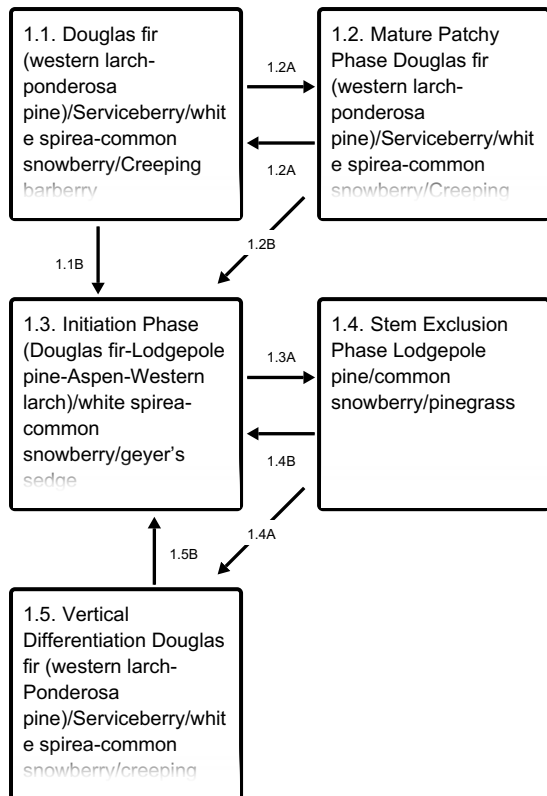 1.1. Douglas fir
(western larch-
ponderosa
pine)/Serviceberry/whit
e spirea-common
snowberry/Creeping
barberry
1.2A
1.2A
1.2. Mature Patchy
Phase Douglas fir
(western larch-
ponderosa
pine)/Serviceberry/whit
e spirea-common
snowberry/Creeping
1.1B
1.2B
1.3. Initiation Phase
(Douglas fir-Lodgepole
pine-Aspen-Western
larch)/white spirea-
common
snowberry/geyer's
sedge
1.3A
1.4B
1.4. Stem Exclusion
Phase Lodgepole
pine/common
snowberry/pinegrass
1.5B
1.4A
1.5. Vertical
Differentiation Douglas
fir (western larch-
Ponderosa
pine)/Serviceberry/whit
e spirea-common
snowberry/creeping